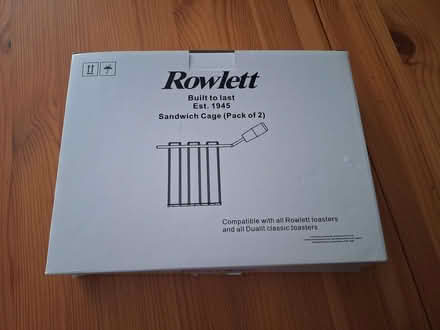 Rowlett
Built to last
Est. 1945
Sandwich Cage (Pack of 2)
Compatible with all Rowlett toasters
and all Dualit classic toasters